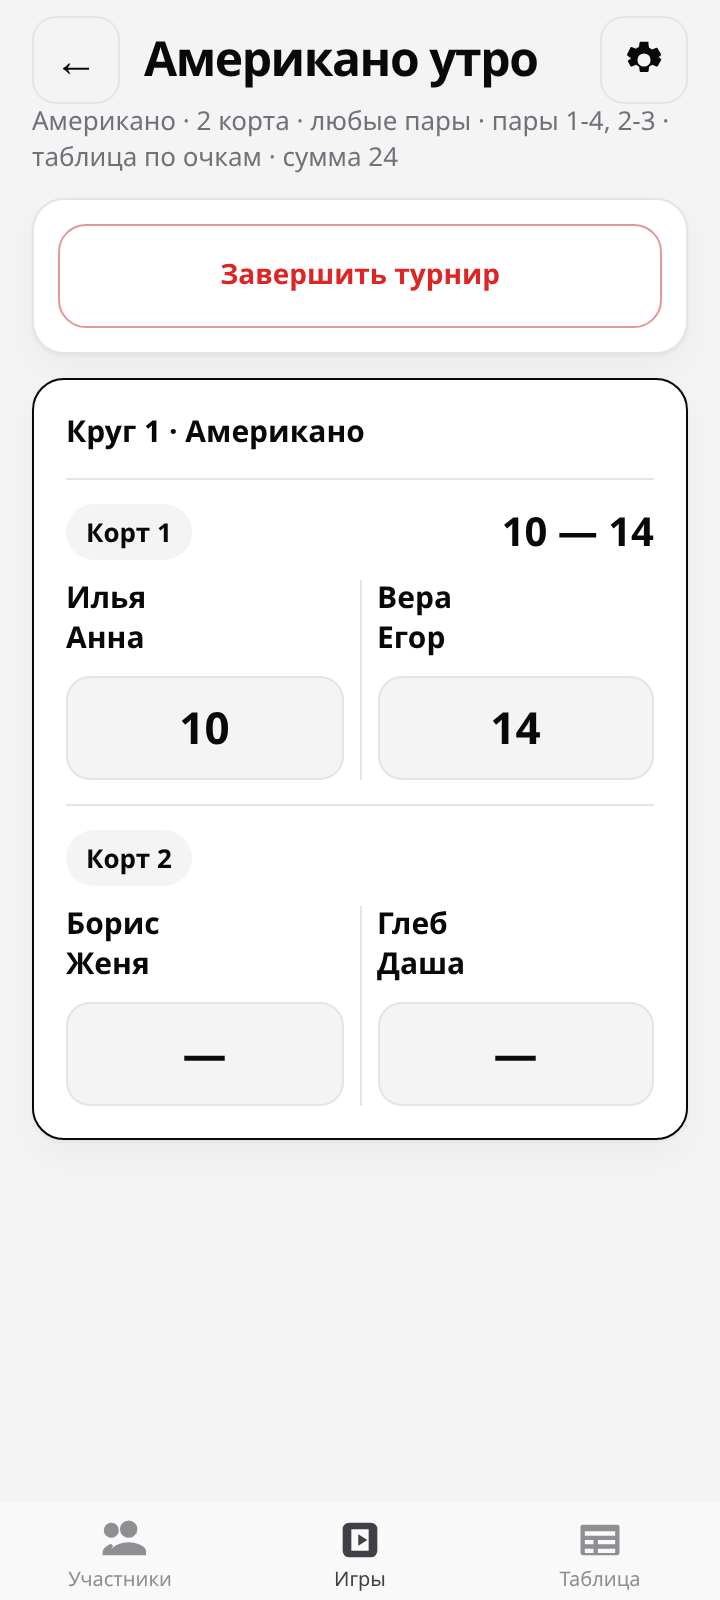 ← Американо утро
Американо · 2 корта · любые пары · пары 1-4, 2-3 ·
таблица по очкам · сумма 24
Завершить турнир
Круг 1 · Американо
Корт 1 10 — 14
Илья Вера
Анна Егор
10 14
Корт 2
Борис Глеб
Женя Даша
— —
Участники Игры Таблица